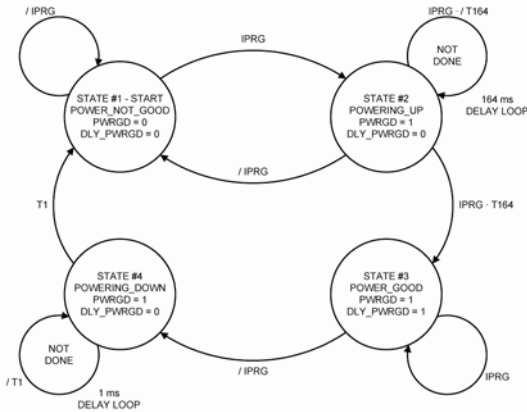 / IPRG
IPRG
IPRG · / T164
NOT
DONE
STATE #1 - START
POWER_NOT_GOOD
PWRGD = 0
DLY_PWRGD = 0
STATE #2
POWERING_UP
PWRGD = 1
DLY_PWRGD = 0
164 ms
DELAY LOOP
/ IPRG
T1
IPRG · T164
STATE #4
POWERING_DOWN
PWRGD = 1
DLY_PWRGD = 0
STATE #3
POWER_GOOD
PWRGD = 1
DLY_PWRGD = 1
NOT
DONE
/ T1
/ IPRG
IPRG
1 ms
DELAY LOOP